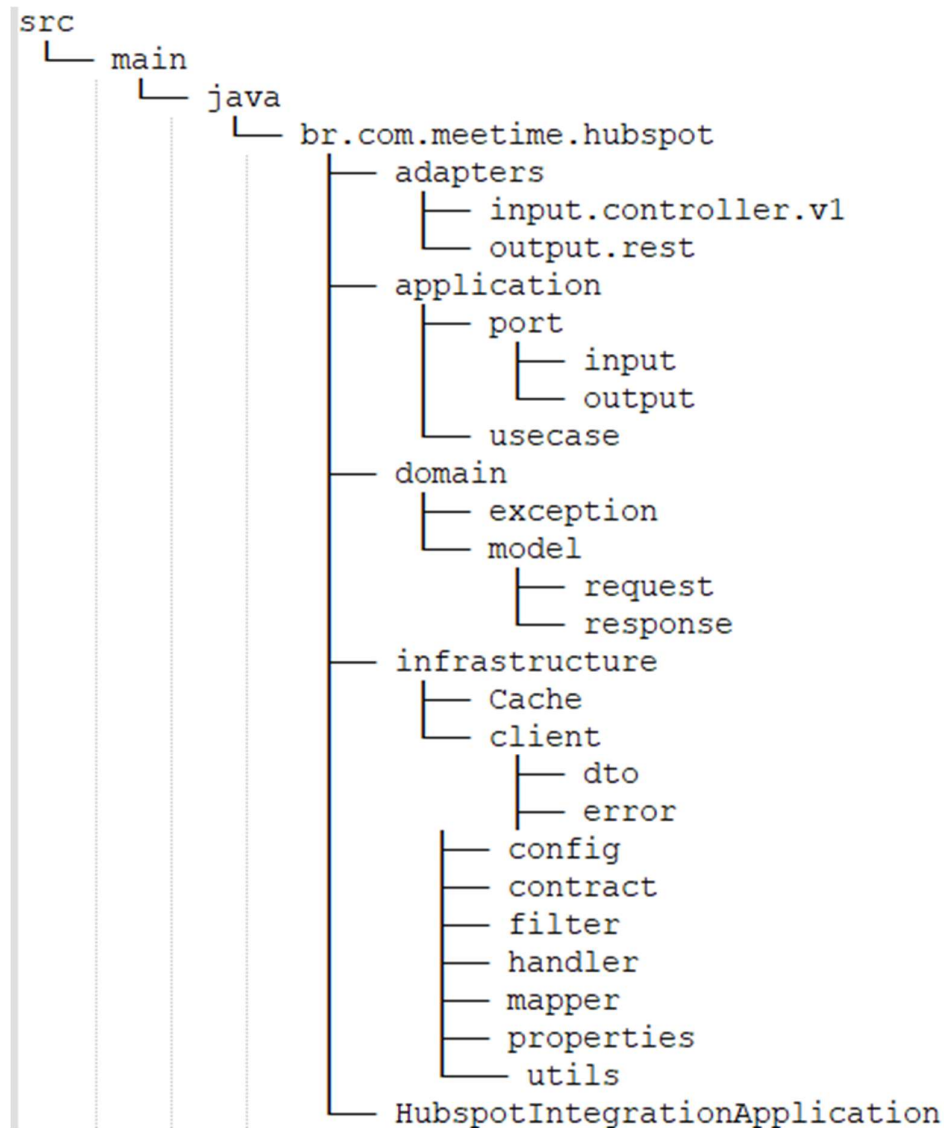 src
main
java
br.com.meetime.hubspot
adapters
input.controller.v1
output.rest
application
port
input
output
usecase
domain
exception
model
request
response
infrastructure
Cache
client
dto
error
config
contract
filter
handler
mapper
properties
utils
HubspotIntegrationApplication